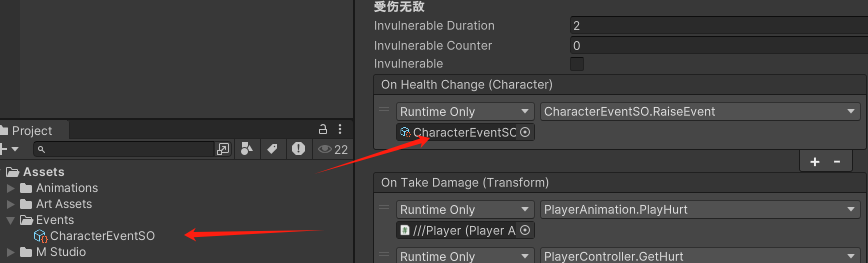 受伤无敌
Invulnerable Duration
2
Invulnerable Counter
0
Invulnerable
On Health Change (Character)
Runtime Only
CharacterEventSO.RaiseEvent
CharacterEventSC
+ -
On Take Damage (Transform)
Runtime Only
PlayerAnimation.PlayHurt
///Player (Player A
Runtime Only
PlayerController.GetHurt
Project
22
Assets
Animations
Art Assets
Events
CharacterEventSO
M Studio